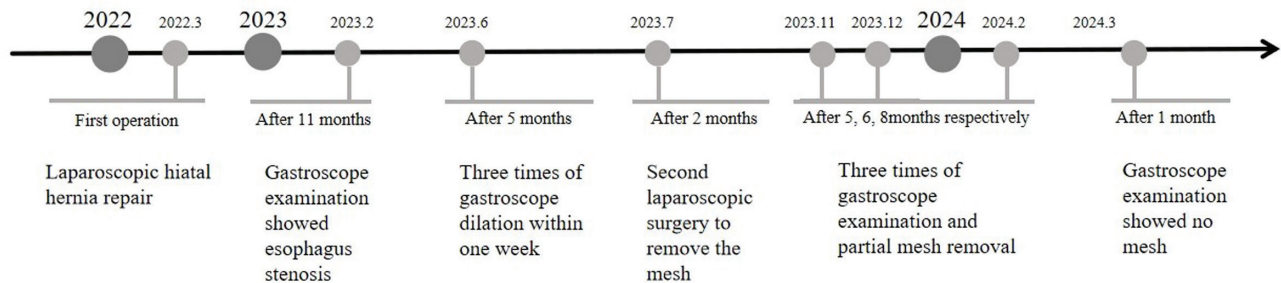 2022
2022.3
2023
2023.2
2023.6
2023.7
2023.11
2023.12
2024
2024.2
2024.3
First operation
After 11 months
After 5 months
After 2 months
After 5, 6, 8months respectively
After 1 month
Laparoscopic hiatal
hernia repair
Gastroscope
examination
showed
esophagus
stenosis
Three times of
gastroscope
dilation within
one week
Second
laparoscopic
surgery to
remove the
mesh
Three times of
gastroscope
examination and
partial mesh removal
Gastroscope
examination
showed no
mesh